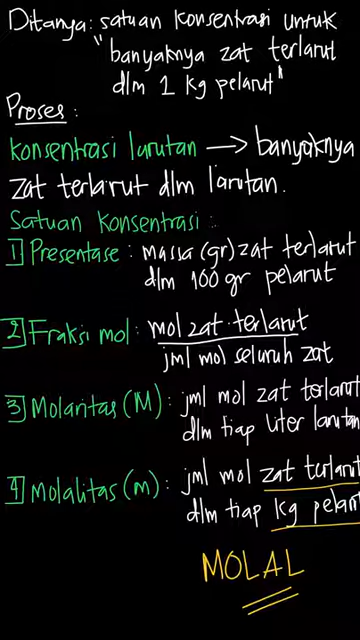 Ditanya: satuan konsentrasi untuk
"banyaknya zat terlarut
dlm 1 kg pelarut"
Proses:
konsentrasi larutan → banyaknya
zat terlarut dlm larutan.
Satuan konsentrasi:
1] Presentase: massa (gr) zat terlarut
dlm 100 gr pelarut
2] Fraksi mol: mol zat terlarut
jml mol seluruh zat
3] Molaritas (M): jml mol zat terlarut
dlm tiap liter larutan
4] Molalitas (m): jml mol zat terlarut
dlm tiap kg pelarut
MOLAL